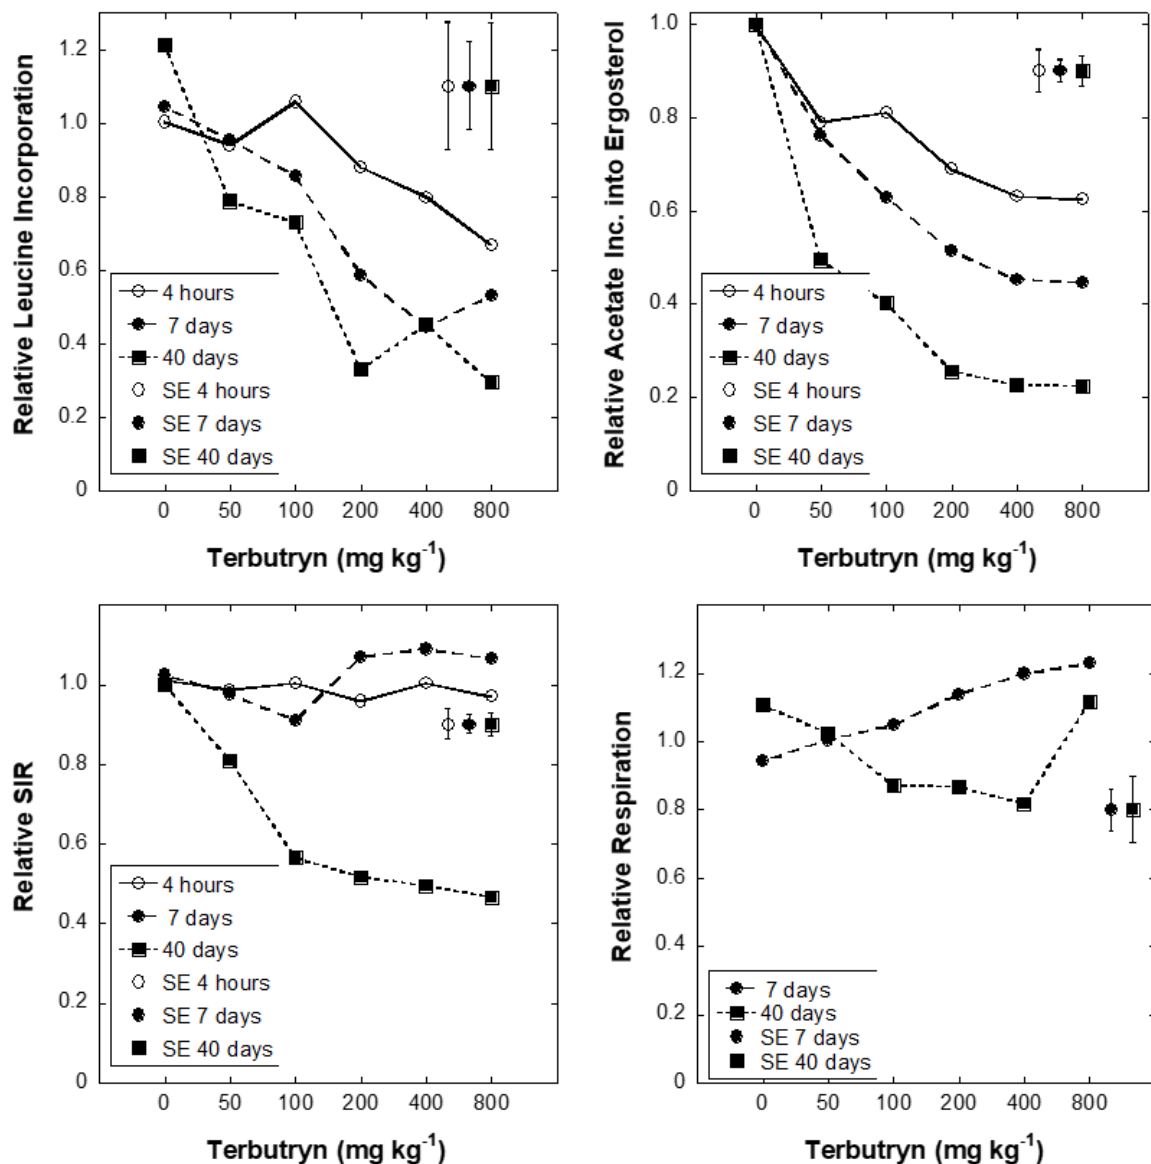 Relative Leucine Incorporation
1.2
1.0
0.8
0.6
0.4
0.2
0
4 hours
7 days
40 days
SE 4 hours
SE 7 days
SE 40 days
0 50 100 200 400 800
Terbutryn (mg kg-1)
Relative Acetate Inc. into Ergosterol
1.0
0.8
0.6
0.4
0.2
0
4 hours
7 days
40 days
SE 4 hours
SE 7 days
SE 40 days
0 50 100 200 400 800
Terbutryn (mg kg-1)
Relative SIR
1.0
0.8
0.6
0.4
0.2
0
4 hours
7 days
40 days
SE 4 hours
SE 7 days
SE 40 days
0 50 100 200 400 800
Terbutryn (mg kg-1)
Relative Respiration
1.2
1.0
0.8
0.6
0.4
0.2
0
7 days
40 days
SE 7 days
SE 40 days
0 50 100 200 400 800
Terbutryn (mg kg-1)